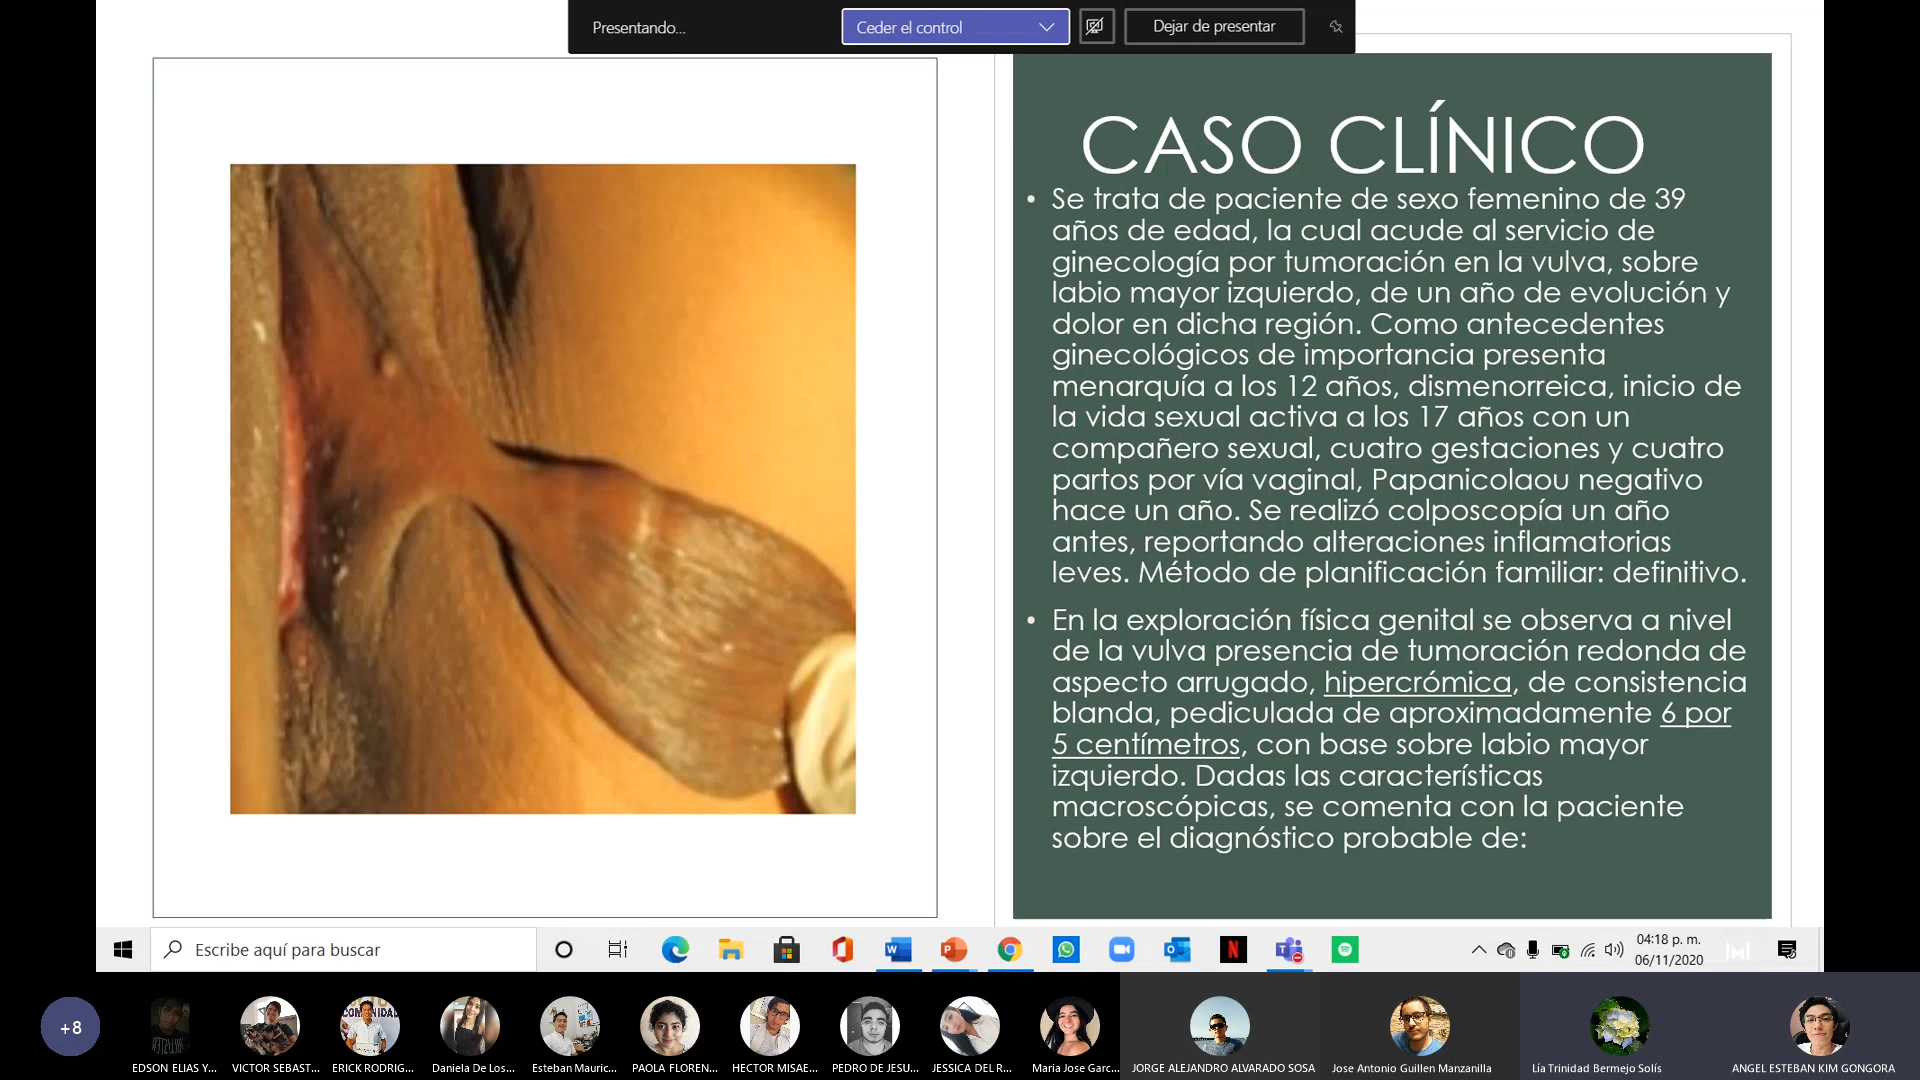 Presentando...
Ceder el control
Dejar de presentar
CASO CLÍNICO
• Se trata de paciente de sexo femenino de 39
años de edad, la cual acude al servicio de
ginecología por tumoración en la vulva, sobre
labio mayor izquierdo, de un año de evolución y
dolor en dicha región. Como antecedentes
ginecológicos de importancia presenta
menarquía a los 12 años, dismenorreica, inicio de
la vida sexual activa a los 17 años con un
compañero sexual, cuatro gestaciones y cuatro
partos por vía vaginal, Papanicolaou negativo
hace un año. Se realizó colposcopía un año
antes, reportando alteraciones inflamatorias
leves. Método de planificación familiar: definitivo.
• En la exploración física genital se observa a nivel
de la vulva presencia de tumoración redonda de
aspecto arrugado, hipercrómica, de consistencia
blanda, pediculada de aproximadamente 6 por
5 centímetros, con base sobre labio mayor
izquierdo. Dadas las características
macroscópicas, se comenta con la paciente
sobre el diagnóstico probable de:
Escribe aquí para buscar
04:18 p. m.
06/11/2020
+8
EDSON ELIAS Y...
VICTOR SEBAST...
ERICK RODRIG...
Daniela De Los...
Esteban Mauric...
PAOLA FLOREN...
HECTOR MISAE...
PEDRO DE JESU...
JESSICA DEL R...
Maria Jose Garc...
JORGE ALEJANDRO ALVARADO SOSA
Jose Antonio Guillen Manzanilla
Lía Trinidad Bermejo Solís
ANGEL ESTEBAN KIM GONGORA